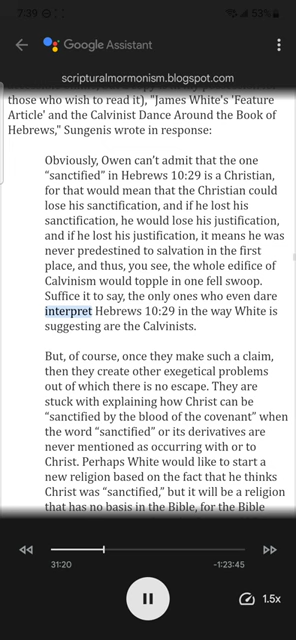 7:39
53%
Google Assistant
scripturalmormonism.blogspot.com
those who wish to read it), "James White's 'Feature
Article' and the Calvinist Dance Around the Book of
Hebrews," Sungenis wrote in response:
Obviously, Owen can't admit that the one
“sanctified” in Hebrews 10:29 is a Christian,
for that would mean that the Christian could
lose his sanctification, and if he lost his
sanctification, he would lose his justification,
and if he lost his justification, it means he was
never predestined to salvation in the first
place, and thus, you see, the whole edifice of
Calvinism would topple in one fell swoop.
Suffice it to say, the only ones who even dare
interpret Hebrews 10:29 in the way White is
suggesting are the Calvinists.
But, of course, once they make such a claim,
then they create other exegetical problems
out of which there is no escape. They are
stuck with explaining how Christ can be
“sanctified by the blood of the covenant” when
the word “sanctified” or its derivatives are
never mentioned as occurring with or to
Christ. Perhaps White would like to start a
new religion based on the fact that he thinks
Christ was “sanctified,” but it will be a religion
that has no basis in the Bible, for the Bible
31:20
-1:23:45
1.5x